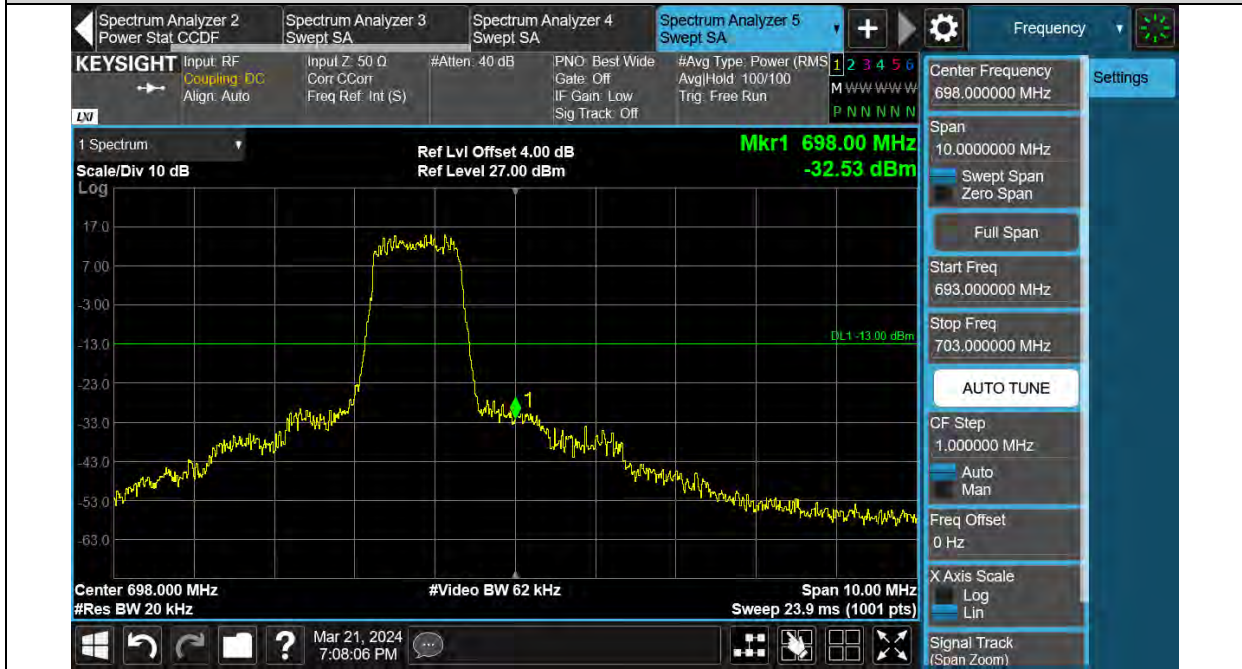 Spectrum Analyzer 2
Power Stat CCDF
Spectrum Analyzer 3
Swept SA
Spectrum Analyzer 4
Swept SA
Spectrum Analyzer 5
Swept SA
+
Frequency
KEYSIGHT
LXI
Input: RF
Coupling: DC
Align: Auto
Input Z: 50 Ω
Corr CCorr
Freq Ref: Int (S)
#Atten: 40 dB
PNO: Best Wide
Gate: Off
IF Gain: Low
Sig Track: Off
#Avg Type: Power (RMS
Avg|Hold: 100/100
Trig: Free Run
1 2 3 4 5 6
M W W W W W
P N N N N N
Settings
1 Spectrum
Scale/Div 10 dB
Log
Ref Lvl Offset 4.00 dB
Ref Level 27.00 dBm
Mkr1 698.00 MHz
-32.53 dBm
17.0
7.00
-3.00
-13.0
-23.0
-33.0
-43.0
-53.0
-63.0
DL1 -13.00 dBm
1
Center 698.000 MHz
#Res BW 20 kHz
#Video BW 62 kHz
Span 10.00 MHz
Sweep 23.9 ms (1001 pts)
Center Frequency
698.000000 MHz
Span
10.0000000 MHz
Swept Span
Zero Span
Full Span
Start Freq
693.000000 MHz
Stop Freq
703.000000 MHz
AUTO TUNE
CF Step
1.000000 MHz
Auto
Man
Freq Offset
0 Hz
X Axis Scale
Log
Lin
Signal Track
(Span Zoom)
?
Mar 21, 2024
7:08:06 PM